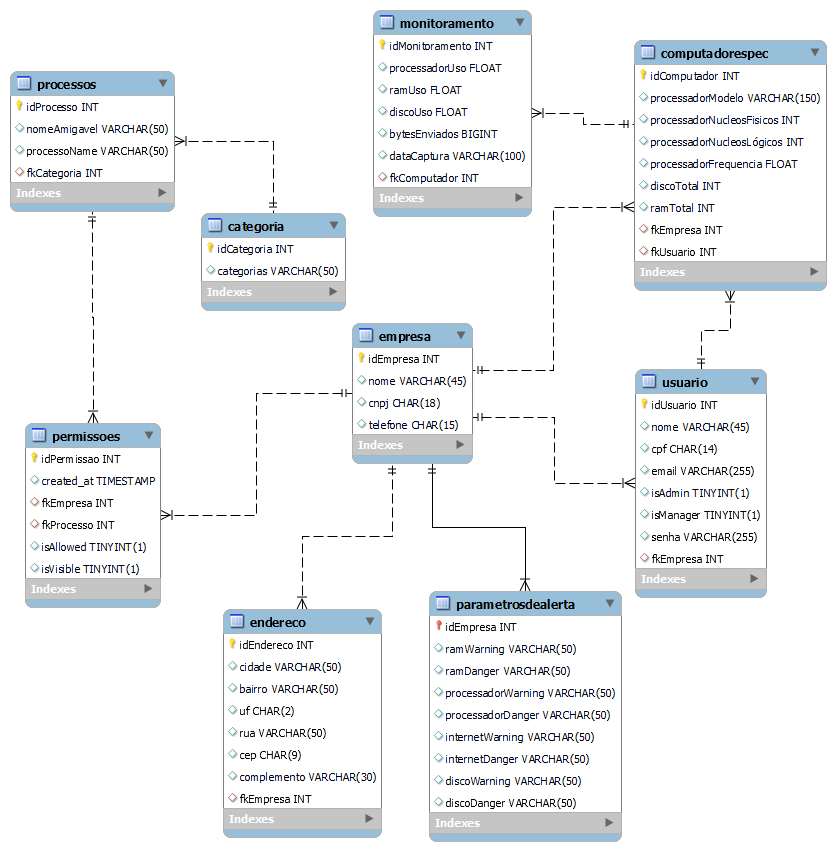 monitoramento
idMonitoramento INT
processadorUso FLOAT
ramUso FLOAT
discoUso FLOAT
bytesEnviados BIGINT
dataCaptura VARCHAR(100)
fkComputador INT
Indexes
computadorespec
idComputador INT
processadorModelo VARCHAR(150)
processadorNucleosFisicos INT
processadorNucleosLógicos INT
processadorFrequencia FLOAT
discoTotal INT
ramTotal INT
fkEmpresa INT
fkUsuario INT
Indexes
processos
idProcesso INT
nomeAmigavel VARCHAR(50)
processoName VARCHAR(50)
fkCategoria INT
Indexes
categoria
idCategoria INT
categorias VARCHAR(50)
Indexes
empresa
idEmpresa INT
nome VARCHAR(45)
cnpj CHAR(18)
telefone CHAR(15)
Indexes
usuario
idUsuario INT
nome VARCHAR(45)
cpf CHAR(14)
email VARCHAR(255)
isAdmin TINYINT(1)
isManager TINYINT(1)
senha VARCHAR(255)
fkEmpresa INT
Indexes
permissoes
idPermissao INT
created_at TIMESTAMP
fkEmpresa INT
fkProcesso INT
isAllowed TINYINT(1)
isVisible TINYINT(1)
Indexes
endereco
idEndereco INT
cidade VARCHAR(50)
bairro VARCHAR(50)
uf CHAR(2)
rua VARCHAR(50)
cep CHAR(9)
complemento VARCHAR(30)
fkEmpresa INT
Indexes
parametrosdealerta
idEmpresa INT
ramWarning VARCHAR(50)
ramDanger VARCHAR(50)
processadorWarning VARCHAR(50)
processadorDanger VARCHAR(50)
internetWarning VARCHAR(50)
internetDanger VARCHAR(50)
discoWarning VARCHAR(50)
discoDanger VARCHAR(50)
Indexes